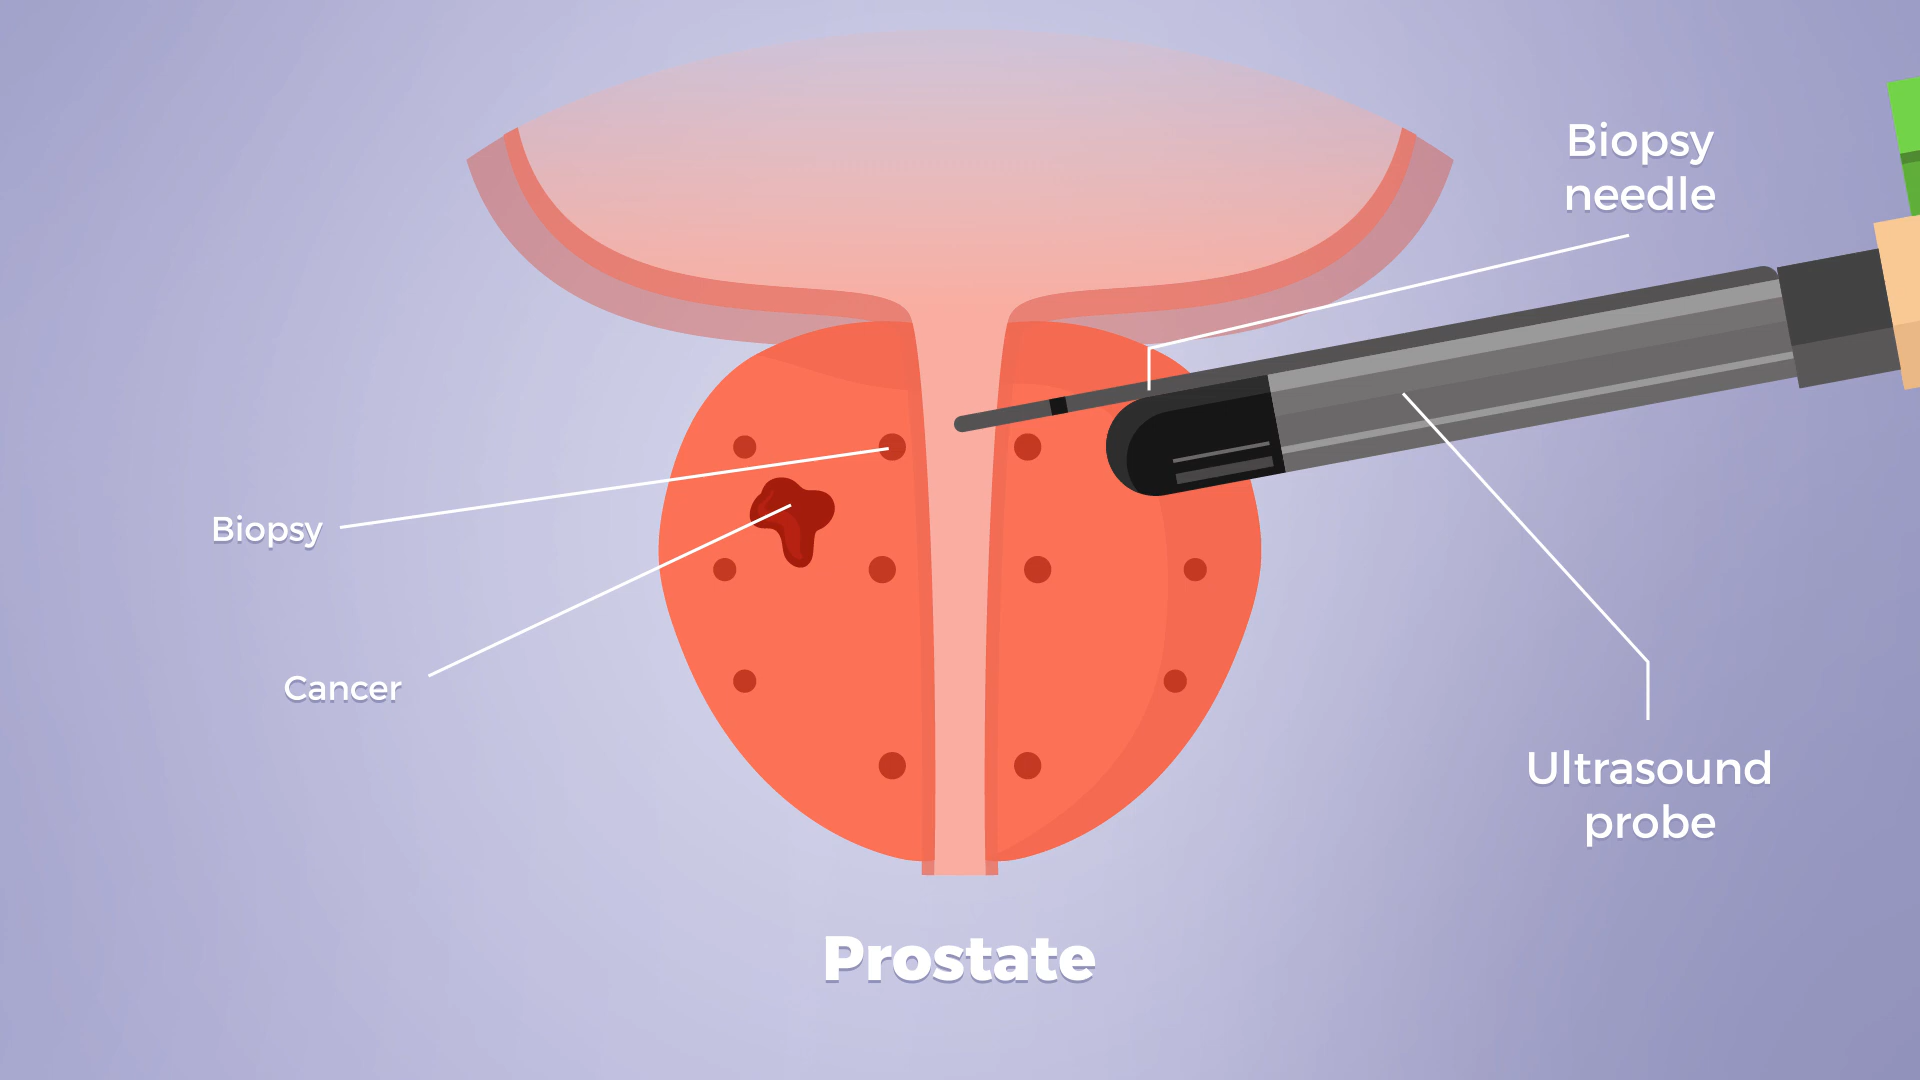 Biopsy
needle
Biopsy
Cancer
Ultrasound
probe
Prostate